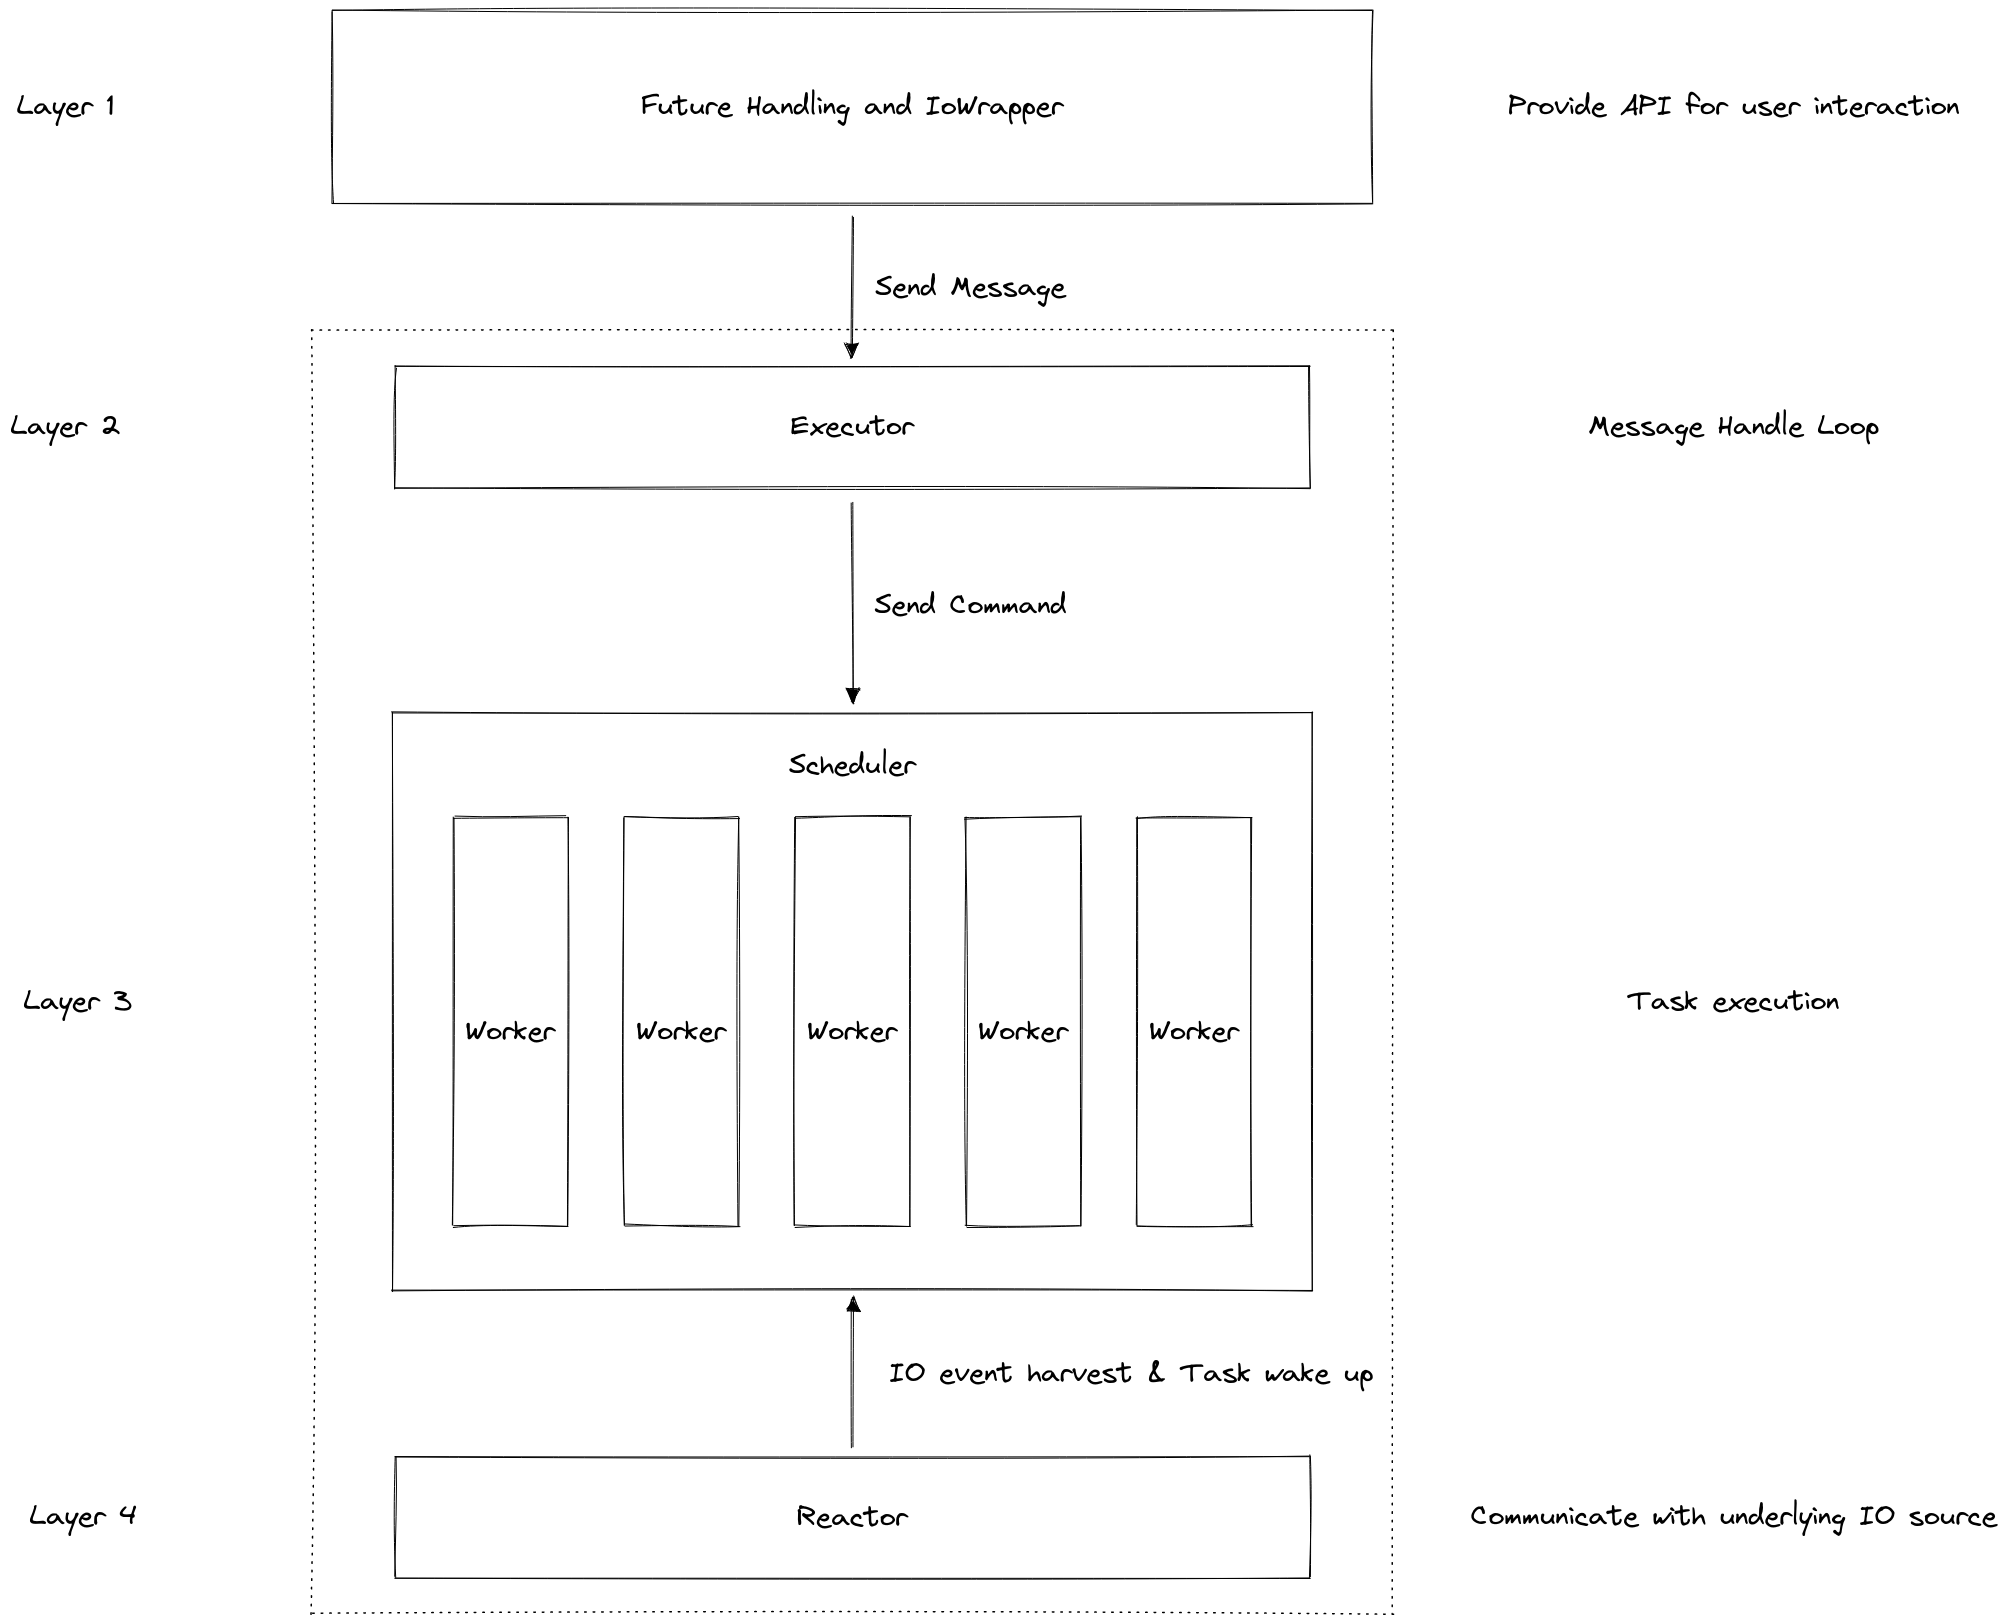 Layer 1
Future Handling and IoWrapper
Provide API for user interaction
Send Message
Layer 2
Executor
Message Handle Loop
Send Command
Scheduler
Layer 3
Task execution
Worker
Worker
Worker
Worker
Worker
IO event harvest & Task wake up
Layer 4
Reactor
Communicate with underlying IO source